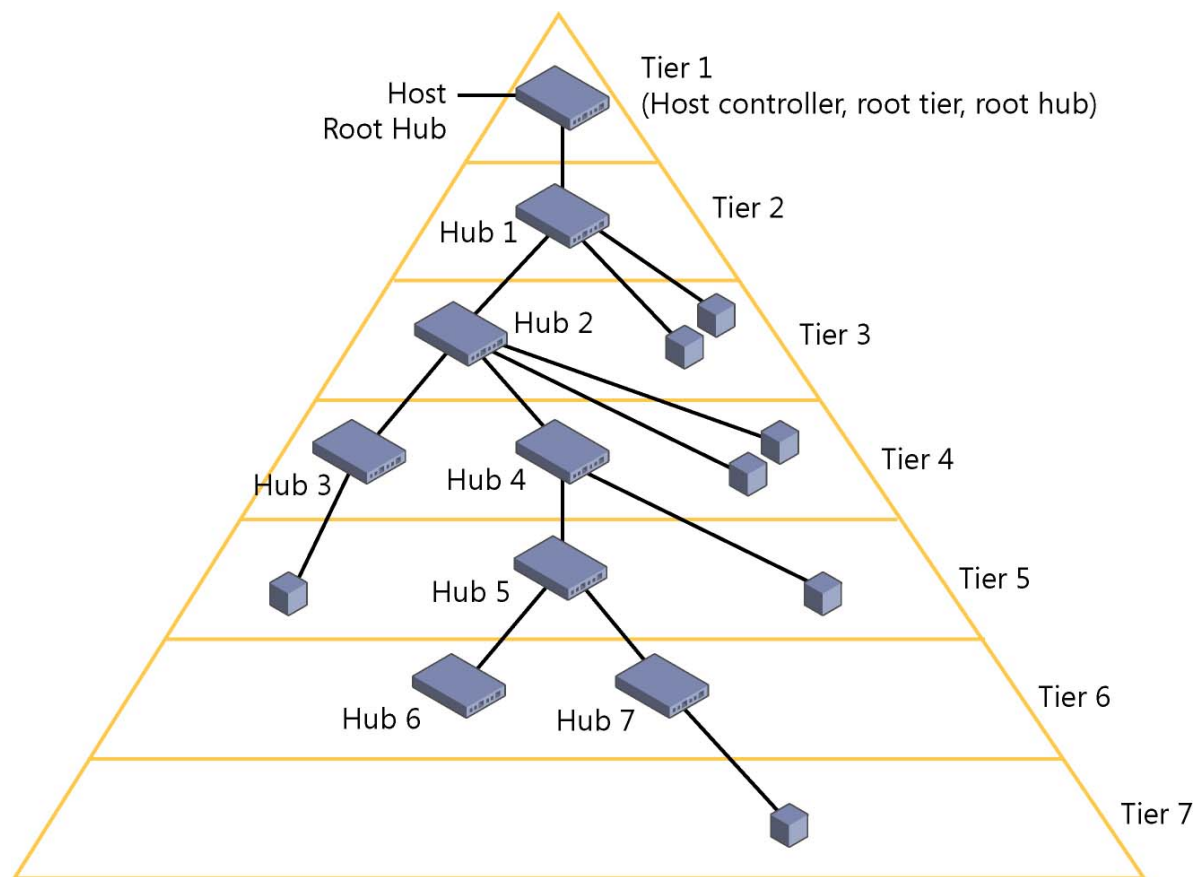 Tier 1
(Host controller, root tier, root hub)
Host
Root Hub
Tier 2
Hub 1
Hub 2
Tier 3
Hub 3
Hub 4
Tier 4
Hub 5
Tier 5
Hub 6
Hub 7
Tier 6
Tier 7